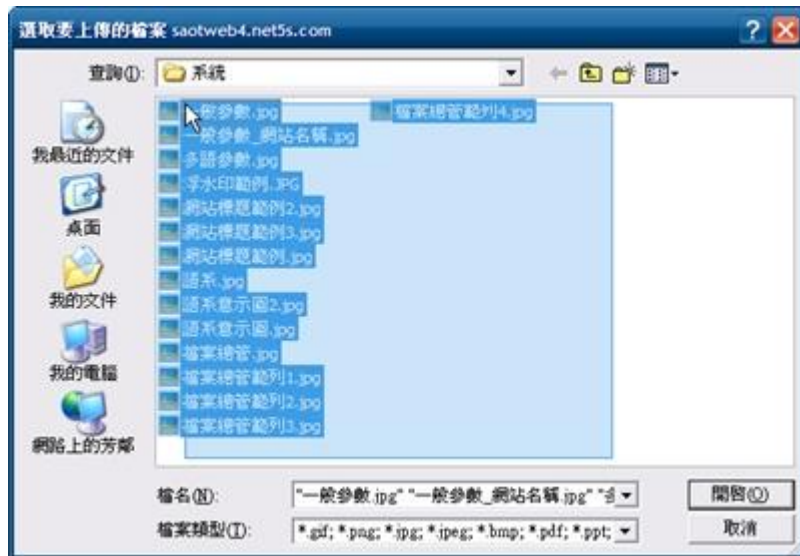 選取要上傳的檔案 saotweb4.net5s.com
查詢(I):
系統
我最近的文件
桌面
我的文件
我的電腦
網路上的芳鄰
一般參數.jpg
一般參數_網站名稱.jpg
多語參數.jpg
浮水印範例.JPG
網站標題範例2.jpg
網站標題範例3.jpg
網站標題範例.jpg
語系.jpg
語系意示圖2.jpg
語系意示圖.jpg
檔案總管.jpg
檔案總管範列1.jpg
檔案總管範列2.jpg
檔案總管範列3.jpg
檔案總管範列4.jpg
檔名(N):
"一般參數.jpg" "一般參數_網站名稱.jpg" "多
開啟(O)
檔案類型(T):
*.gif; *.png; *.jpg; *.jpeg; *.bmp; *.pdf; *.ppt;
取消